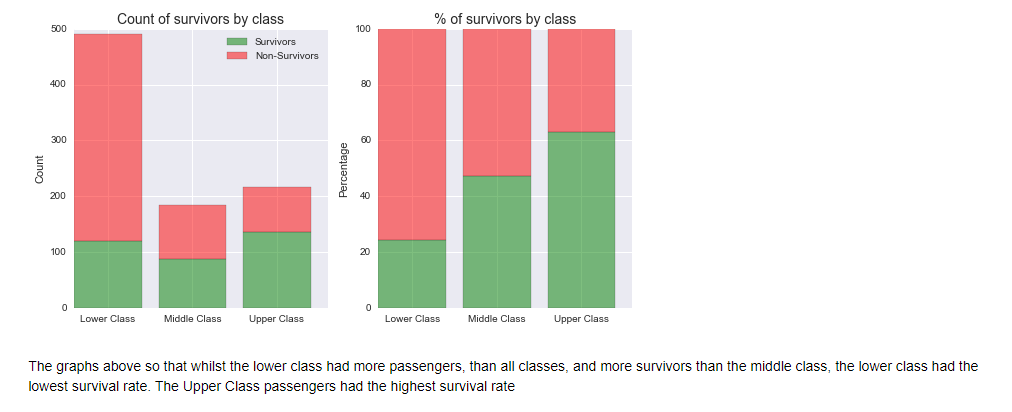 Count of survivors by class
% of survivors by class
500
400
300
200
100
0
Count
Survivors
Non-Survivors
Lower Class
Middle Class
Upper Class
100
80
60
40
20
0
Percentage
Lower Class
Middle Class
Upper Class
The graphs above so that whilst the lower class had more passengers, than all classes, and more survivors than the middle class, the lower class had the
lowest survival rate. The Upper Class passengers had the highest survival rate